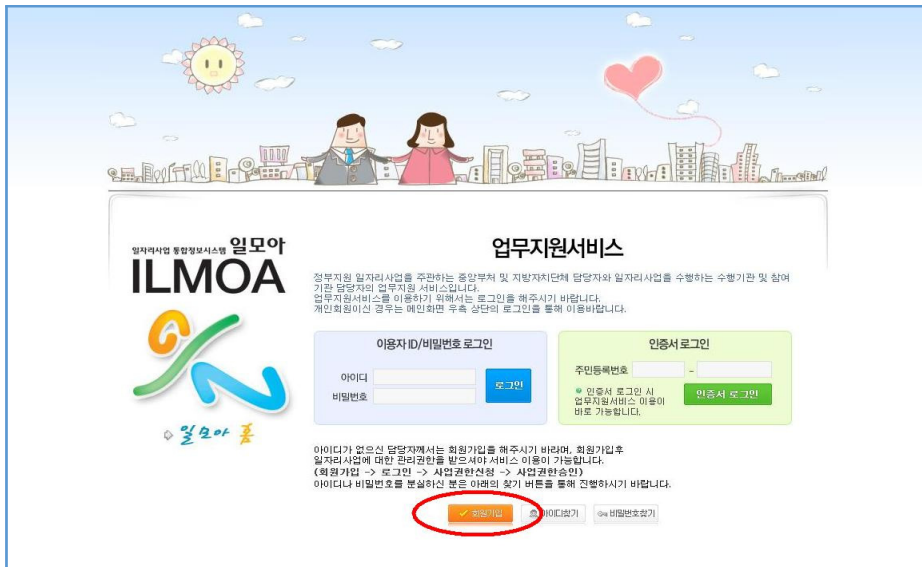 일자리사업 통합정보시스템 일모아
ILMOA
일모아 홈
업무지원서비스
정부지원 일자리사업을 주관하는 중앙부처 및 지방자치단체 담당자와 일자리사업을 수행하는 수행기관 및 참여
기관 담당자의 업무지원 서비스입니다.
업무지원서비스를 이용하기 위해서는 로그인을 해주시기 바랍니다.
개인회원이신 경우는 메인화면 우측 상단의 로그인을 통해 이용바랍니다.
이용자 ID/비밀번호 로그인
아이디
비밀번호
로그인
인증서 로그인
주민등록번호 -
인증서 로그인 시
업무지원서비스 이용이
바로 가능합니다.
인증서 로그인
아이디가 없으신 담당자께서는 회원가입을 해주시기 바라며, 회원가입후
일자리사업에 대한 관리권한을 받으셔야 서비스 이용이 가능합니다.
(회원가입 -> 로그인 -> 사업권한신청 -> 사업권한승인)
아이디나 비밀번호를 분실하신 분은 아래의 찾기 버튼을 통해 진행하시기 바랍니다.
회원가입 아이디찾기 비밀번호찾기